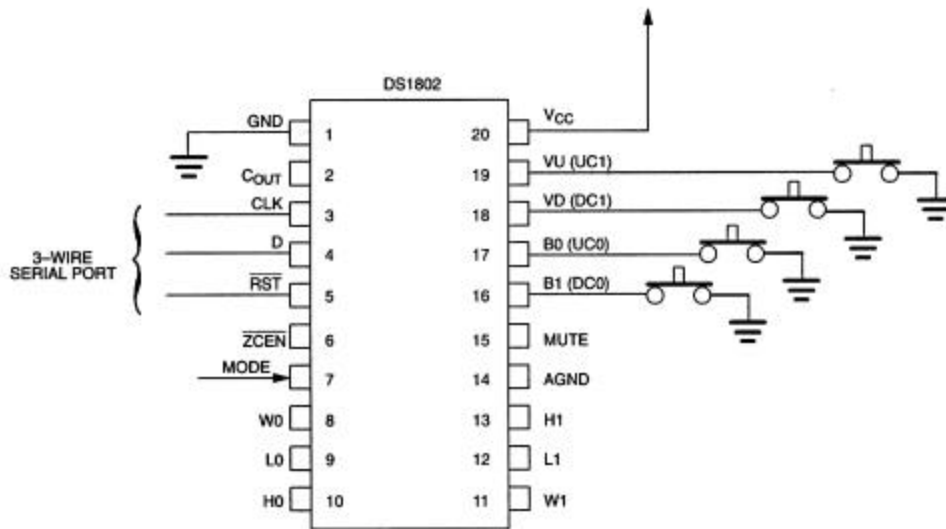 DS1802
GND 1
C_OUT 2
CLK 3
D 4
RST 5
ZCEN 6
MODE 7
W0 8
L0 9
H0 10
3–WIRE
SERIAL PORT
20 V_CC
19 VU (UC1)
18 VD (DC1)
17 B0 (UC0)
16 B1 (DC0)
15 MUTE
14 AGND
13 H1
12 L1
11 W1